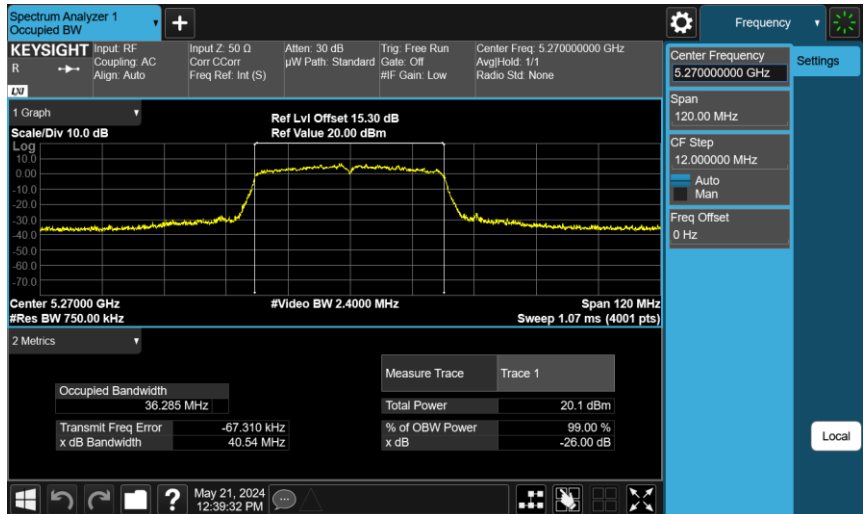 Spectrum Analyzer 1
Occupied BW
Frequency
KEYSIGHT
R
LXI
Input: RF
Coupling: AC
Align: Auto
Input Z: 50 Ω
Corr CCorr
Freq Ref: Int (S)
Atten: 30 dB
µW Path: Standard
Trig: Free Run
Gate: Off
#IF Gain: Low
Center Freq: 5.270000000 GHz
Avg|Hold: 1/1
Radio Std: None
Center Frequency
5.270000000 GHz
Settings
Span
120.00 MHz
CF Step
12.000000 MHz
Auto
Man
Freq Offset
0 Hz
Local
1 Graph
Scale/Div 10.0 dB
Ref Lvl Offset 15.30 dB
Ref Value 20.00 dBm
Log
10.0
0.00
-10.0
-20.0
-30.0
-40.0
-50.0
-60.0
-70.0
Center 5.27000 GHz
#Video BW 2.4000 MHz
Span 120 MHz
#Res BW 750.00 kHz
Sweep 1.07 ms (4001 pts)
2 Metrics
Measure Trace
Trace 1
Occupied Bandwidth
36.285 MHz
Total Power
20.1 dBm
Transmit Freq Error
-67.310 kHz
% of OBW Power
99.00 %
x dB Bandwidth
40.54 MHz
x dB
-26.00 dB
?
May 21, 2024
12:39:32 PM